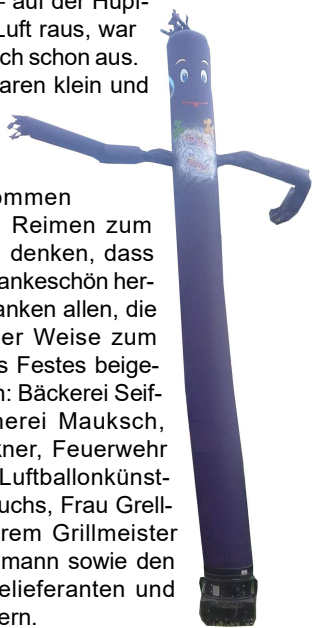 auf der Hüpf-
Luft raus, war
ch schon aus.
aren klein und
ommen
Reimen zum
denken, dass
ankeschön her-
anken allen, die
er Weise zum
s Festes beige-
n: Bäckerei Seif-
nerei Mauksch,
kner, Feuerwehr
Luftballonkünst-
uchs, Frau Grell-
rem Grillmeister
mann sowie den
elieferanten und
ern.